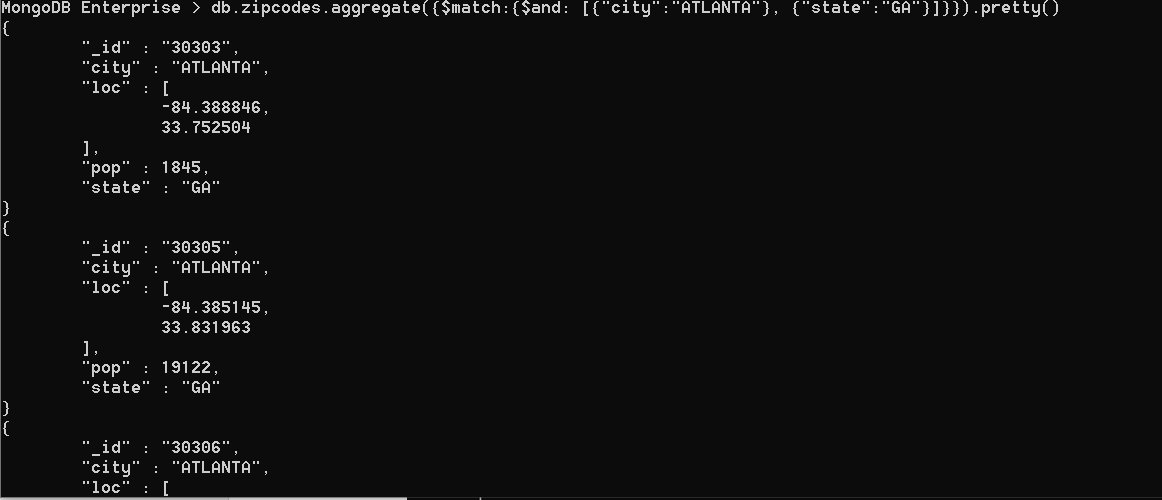 MongoDB Enterprise > db.zipcodes.aggregate({$match:{$and: [{"city":"ATLANTA"}, {"state":"GA"}]}}).pretty()
{
        "_id" : "30303",
        "city" : "ATLANTA",
        "loc" : [
                -84.388846,
                33.752504
        ],
        "pop" : 1845,
        "state" : "GA"
}
{
        "_id" : "30305",
        "city" : "ATLANTA",
        "loc" : [
                -84.385145,
                33.831963
        ],
        "pop" : 19122,
        "state" : "GA"
}
{
        "_id" : "30306",
        "city" : "ATLANTA",
        "loc" : [